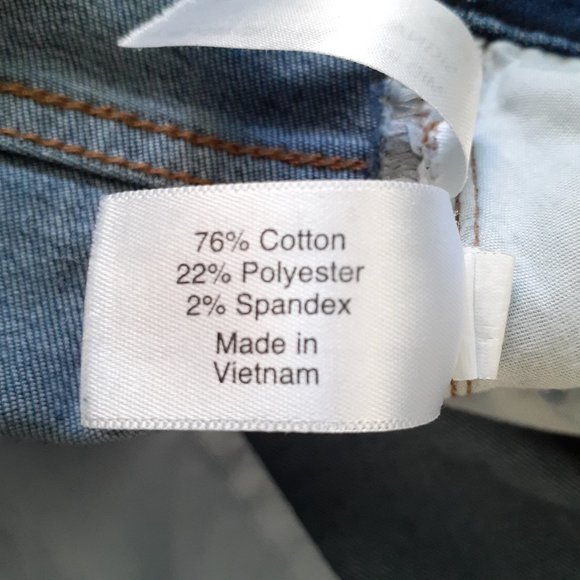 76% Cotton
22% Polyester
2% Spandex
Made in
Vietnam